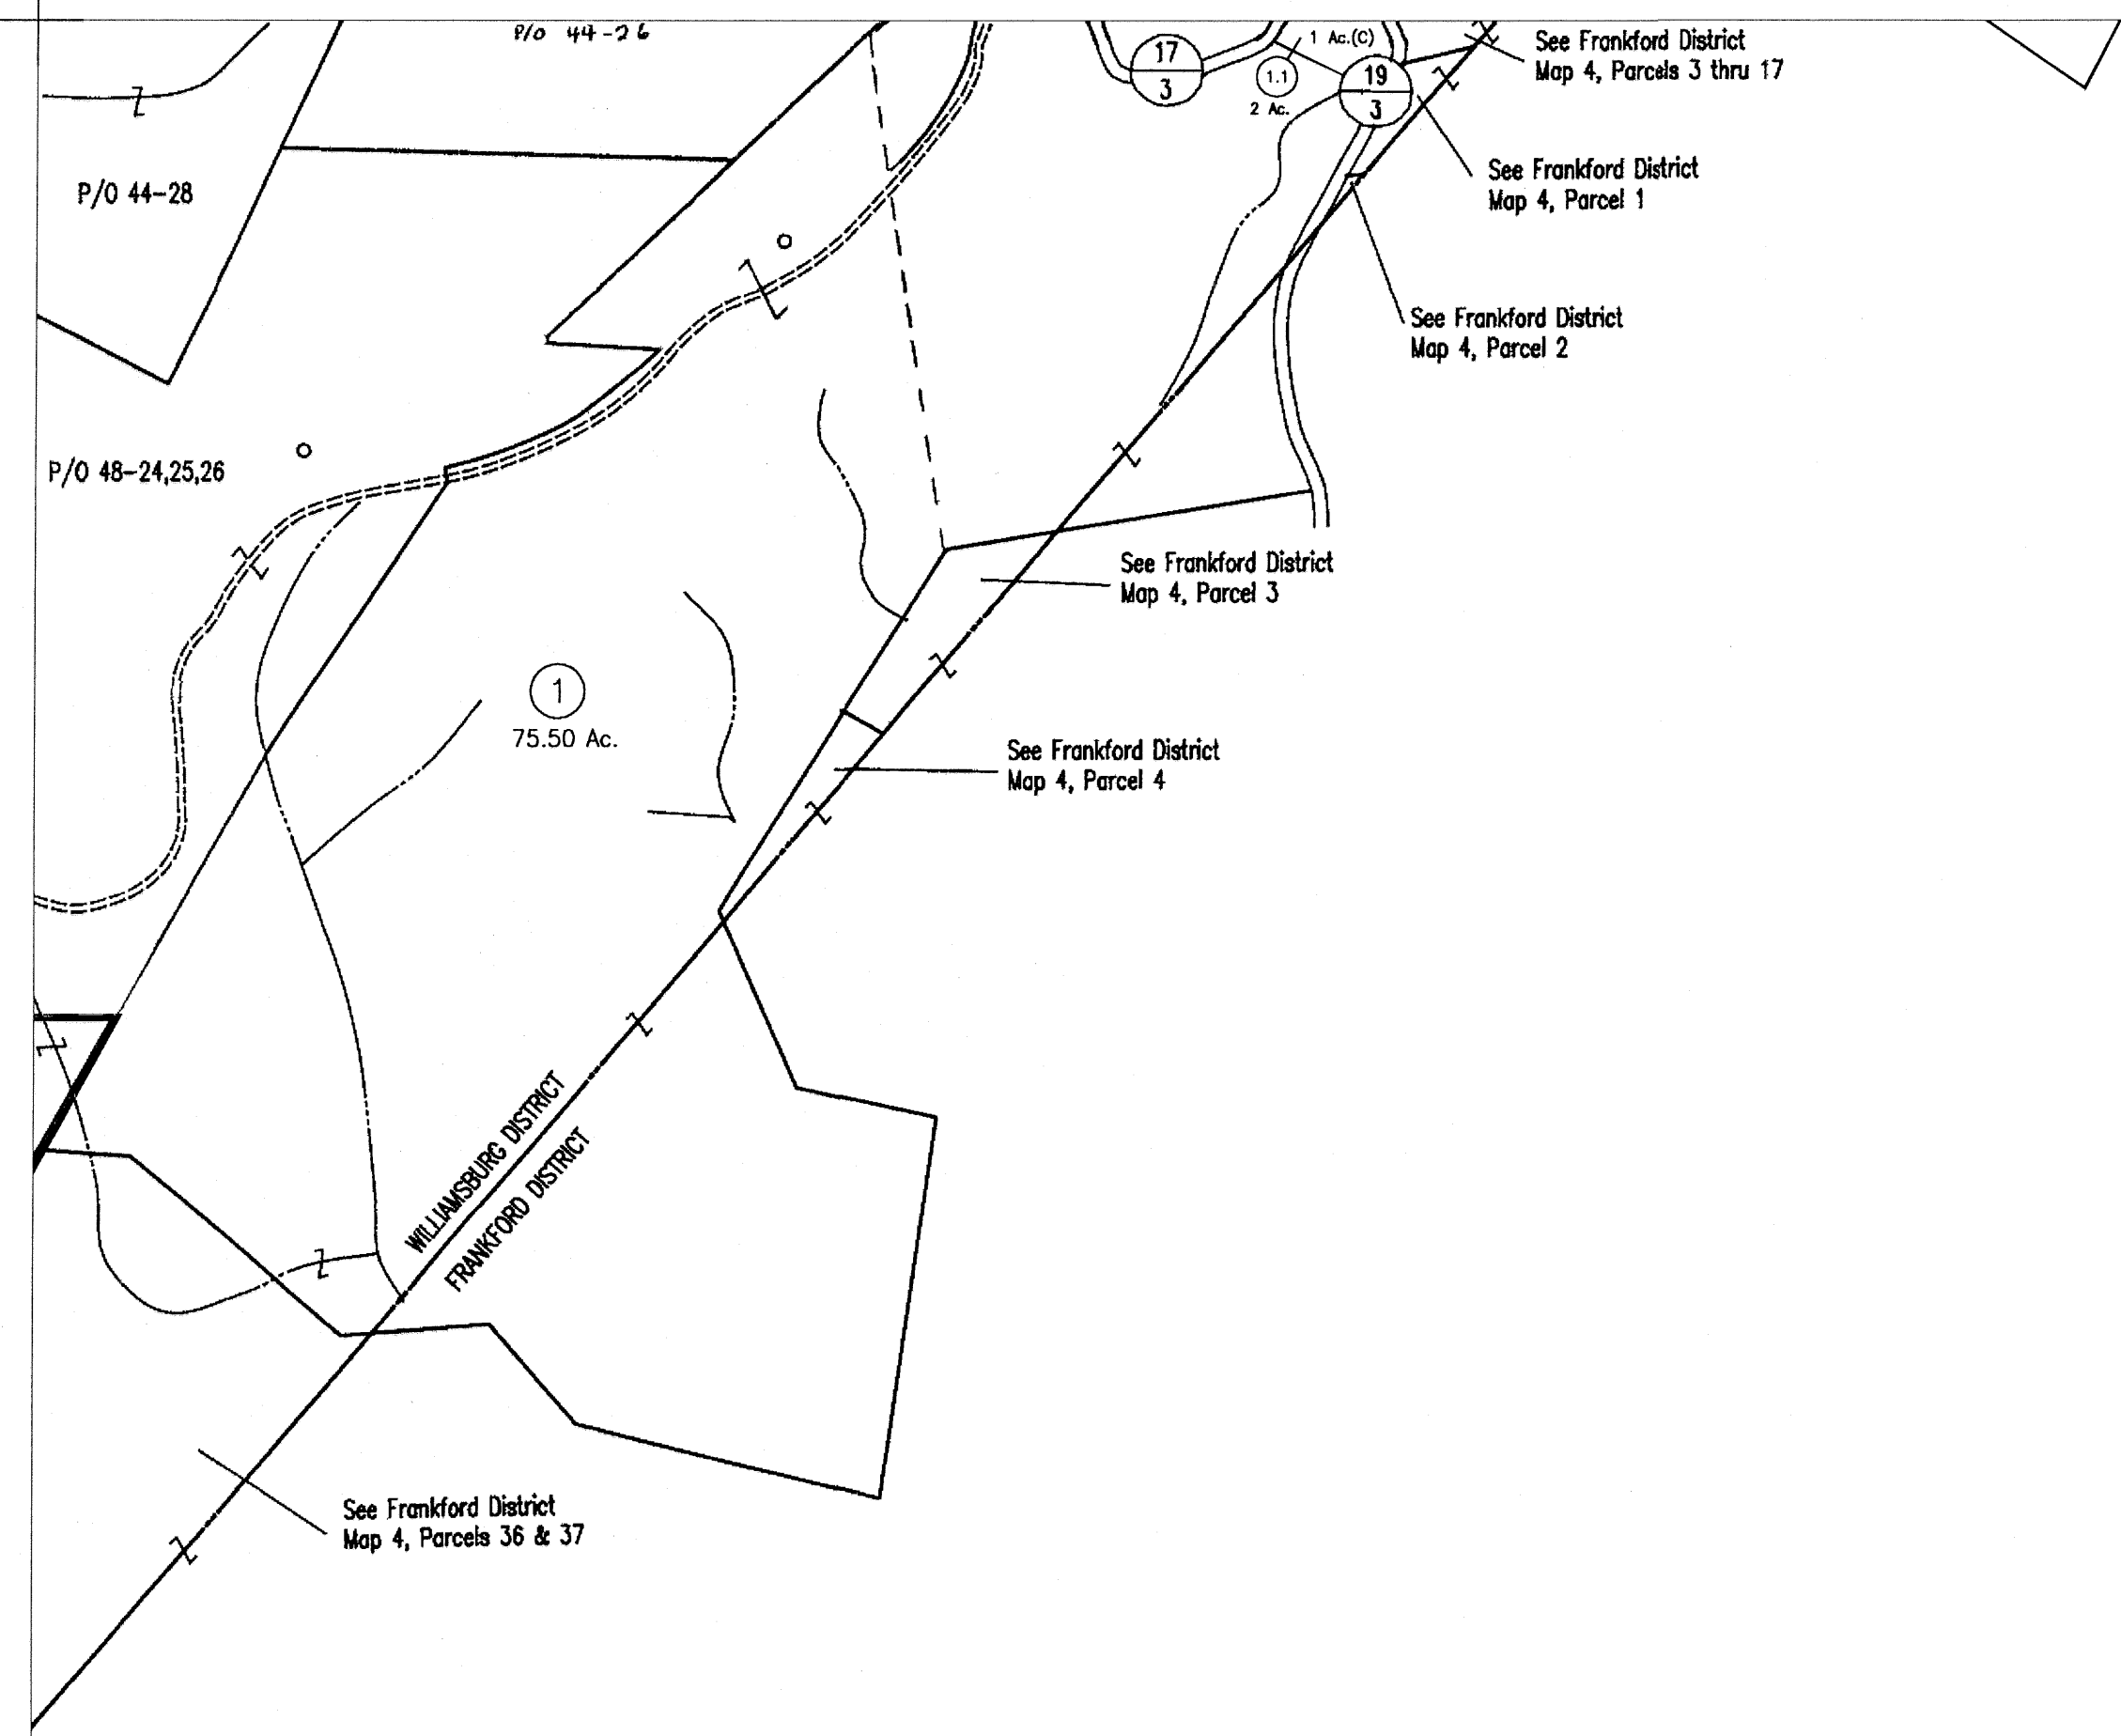 P/O 44-26
17
3
1 Ac.(C)
1.1
2 Ac.
19
3
See Frankford District
Map 4, Parcels 3 thru 17
See Frankford District
Map 4, Parcel 1
P/O 44-28
See Frankford District
Map 4, Parcel 2
P/O 48-24,25,26
See Frankford District
Map 4, Parcel 3
1
75.50 Ac.
See Frankford District
Map 4, Parcel 4
WILLIAMSBURG DISTRICT
FRANKFORD DISTRICT
See Frankford District
Map 4, Parcels 36 & 37